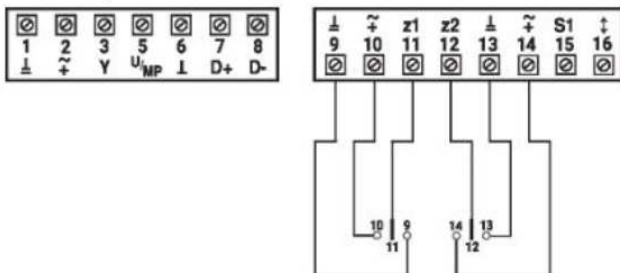 1 2 3 5 6 7 8
⏚ ~+ Y U/MP ⊥ D+ D-
⏚ ~+ z1 z2 ⏚ ~+ S1 ↕
9 10 11 12 13 14 15 16
10 9 14 13
11 12